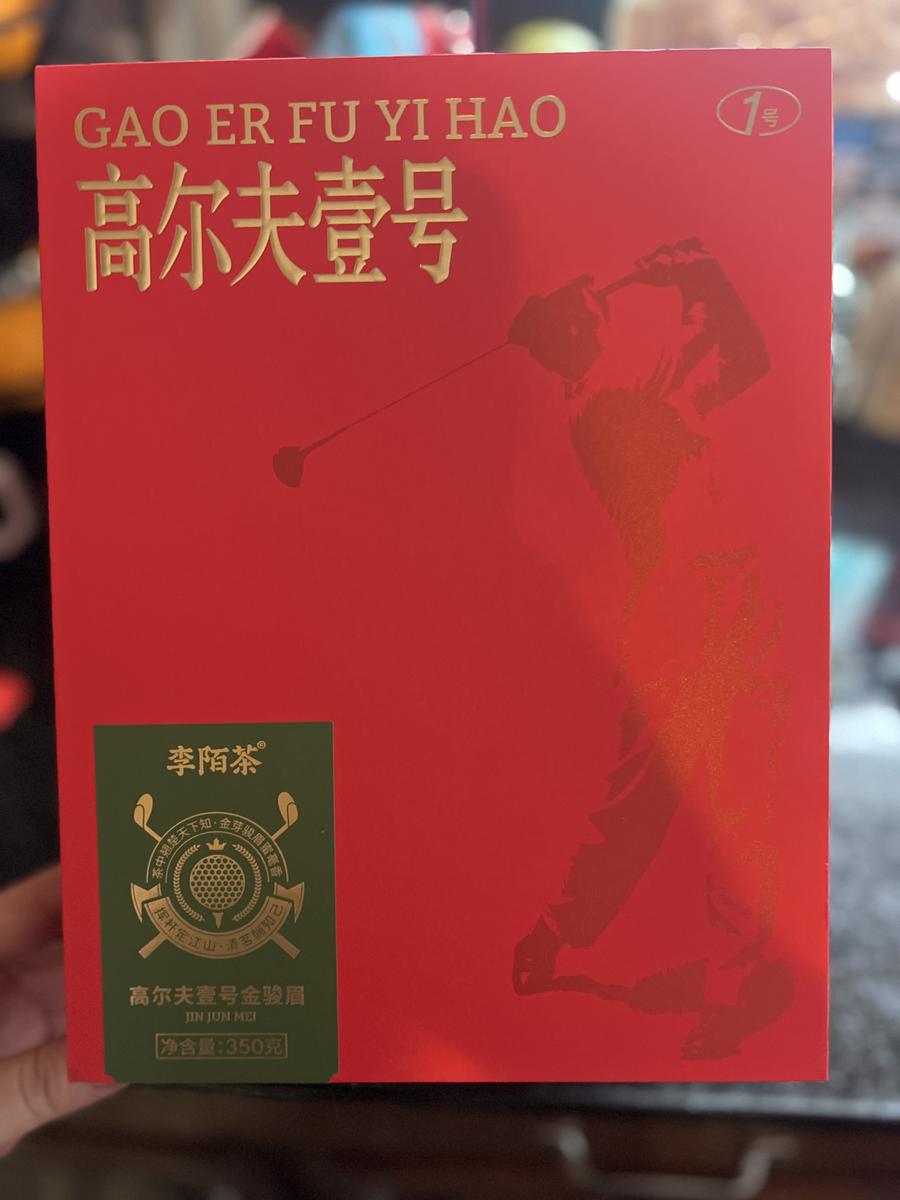 GAO ER FU YI HAO
1号
高尔夫壹号
李陌茶®
茶中翘楚天下知·金芽骏眉露毫香
挥杆定江山·清茗酬知己
高尔夫壹号金骏眉
JIN JUN MEI
净含量:350克